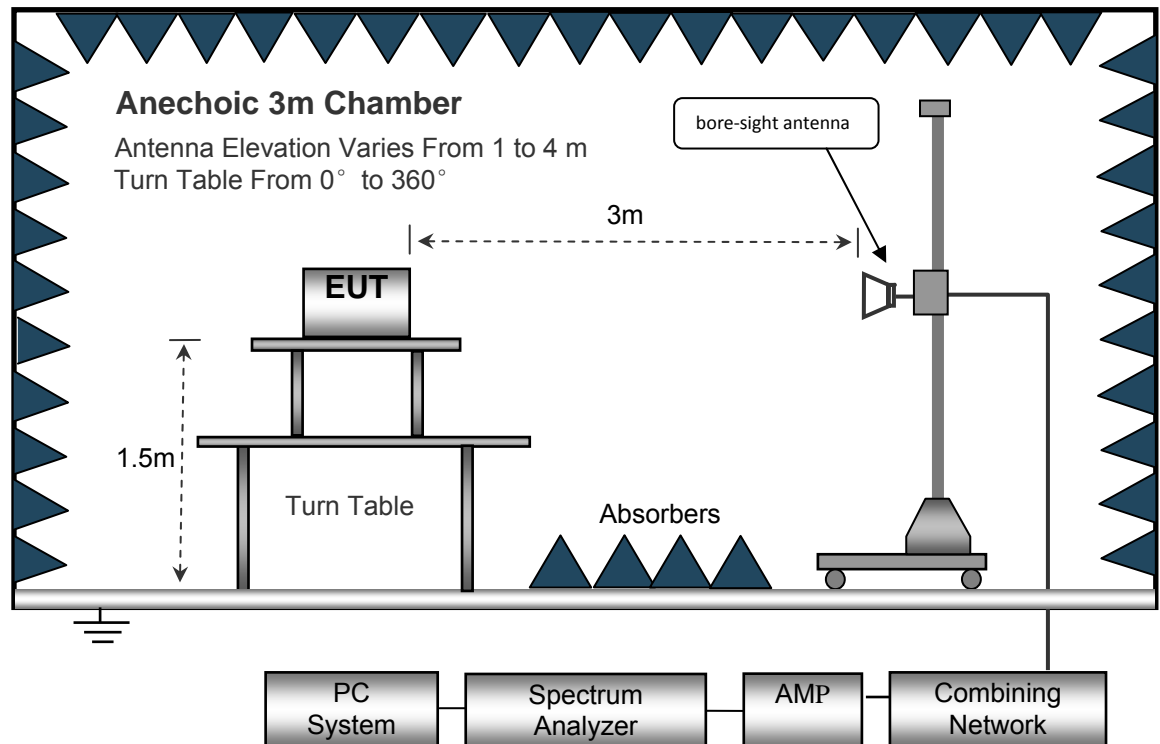 Anechoic 3m Chamber
Antenna Elevation Varies From 1 to 4 m
Turn Table From 0° to 360°
bore-sight antenna
3m
EUT
1.5m
Turn Table
Absorbers
PC
System
Spectrum
Analyzer
AMP
Combining
Network